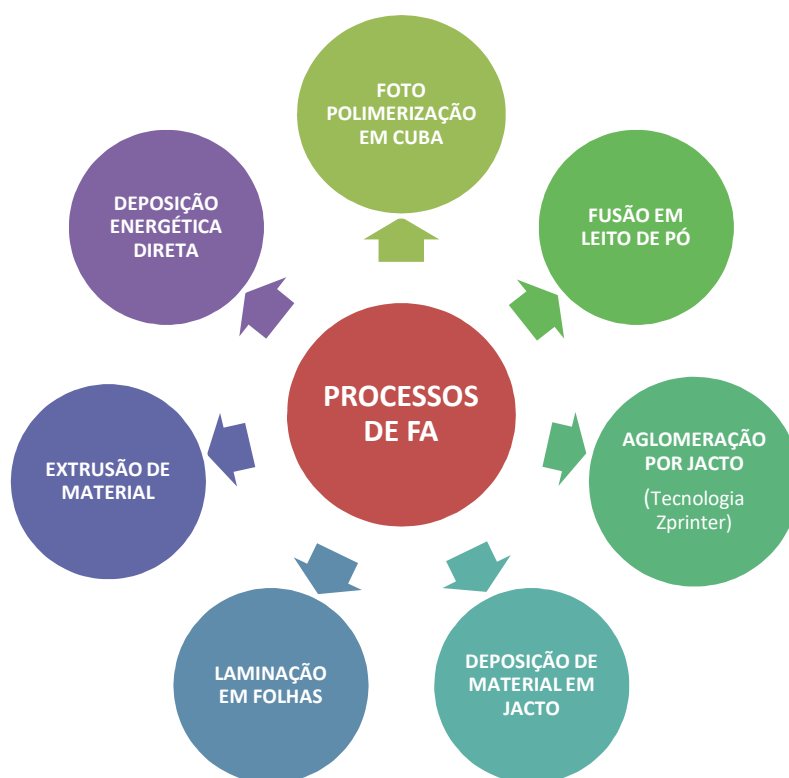 FOTO
POLIMERIZAÇÃO
EM CUBA
FUSÃO EM
LEITO DE PÓ
AGLOMERAÇÃO
POR JACTO
(Tecnologia
Zprinter)
DEPOSIÇÃO DE
MATERIAL EM
JACTO
LAMINAÇÃO
EM FOLHAS
EXTRUSÃO DE
MATERIAL
DEPOSIÇÃO
ENERGÉTICA
DIRETA
PROCESSOS
DE FA